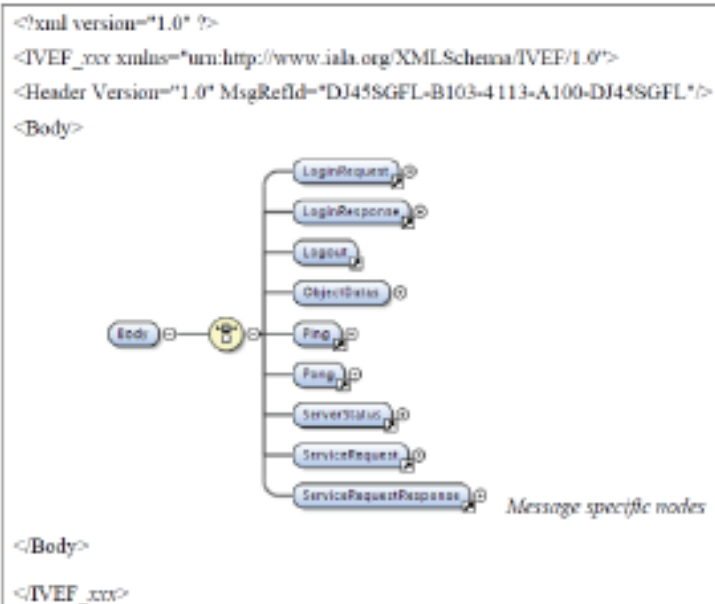 <?xml version="1.0" ?>
<IVEF_xxx xmlns="urn:http://www.iala.org/XMLSchema/IVEF/1.0">
<Header Version="1.0" MsgRefId="DJ45SGFL-B103-4113-A100-DJ45SGFL"/>
<Body>
LoginRequest
LoginResponse
Logout
ObjectDatas
Body
Ping
Pong
ServerStatus
ServiceRequest
ServiceRequestResponse
Message specific nodes
</Body>
</IVEF_xxx>